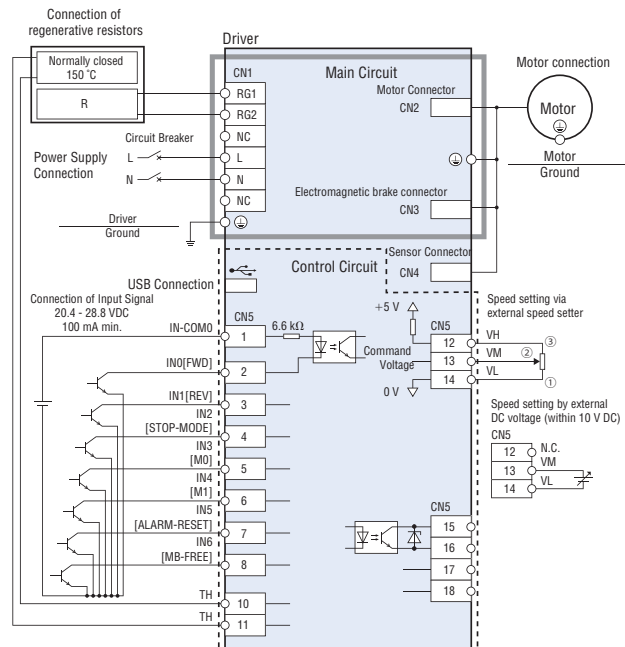 Connection of
regenerative resistors
Normally closed
150 ˚C
R
Driver
CN1
RG1
RG2
NC
L
N
NC
Main Circuit
Motor Connector
CN2
Motor connection
Motor
Motor
Ground
Circuit Breaker
Power Supply
Connection
L
N
Electromagnetic brake connector
CN3
Driver
Ground
Sensor Connector
CN4
Control Circuit
USB Connection
Connection of Input Signal
20.4 - 28.8 VDC
100 mA min.
CN5
IN-COM0
1
6.6 kΩ
IN0[FWD]
2
IN1[REV]
3
IN2
[STOP-MODE]
4
IN3
[M0]
5
IN4
[M1]
6
IN5
[ALARM-RESET]
7
IN6
[MB-FREE]
8
TH
10
TH
11
+5 V
Command
Voltage
0 V
CN5
12
13
14
Speed setting via
external speed setter
VH
③
VM
②
VL
①
Speed setting by external
DC voltage (within 10 V DC)
CN5
12
N.C.
13
VM
14
VL
CN5
15
16
17
18